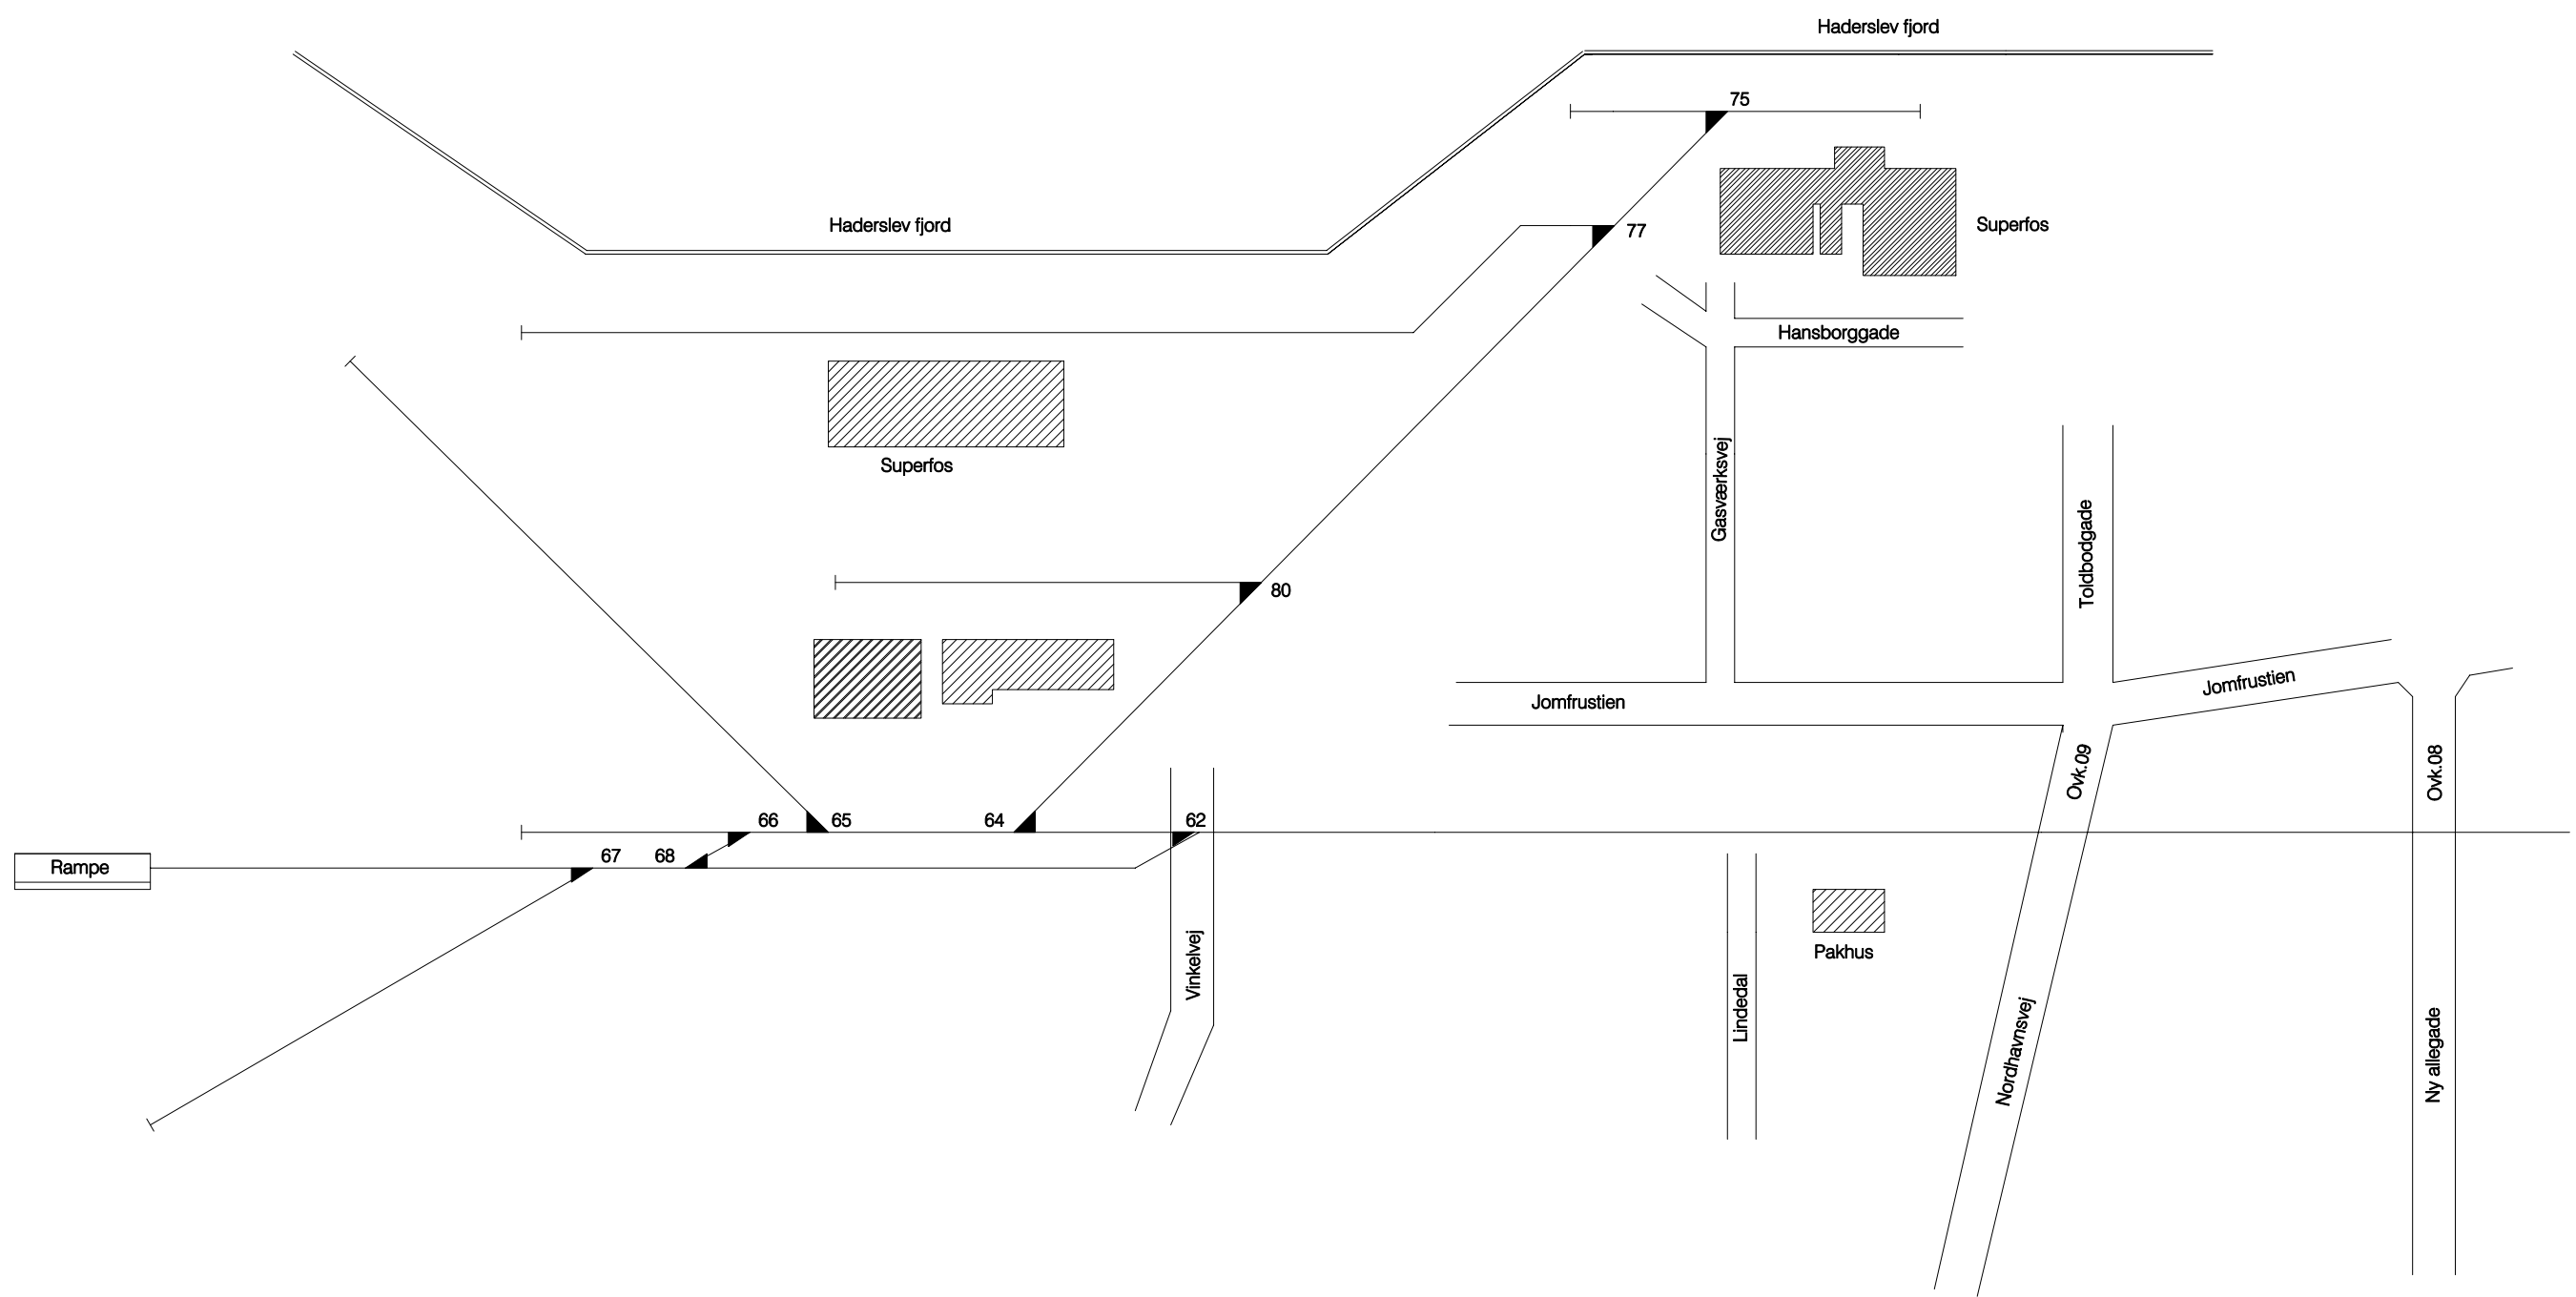 Haderslev fjord
75
Haderslev fjord
77
Superfos
Hansborggade
Gasværksvej
Superfos
Toldbodgade
80
Jomfrustien
Jomfrustien
Ovk.09
Ovk.08
66
65
64
62
67
68
Rampe
Vinkelvej
Lindedal
Pakhus
Nordhavnsvej
Ny allegade